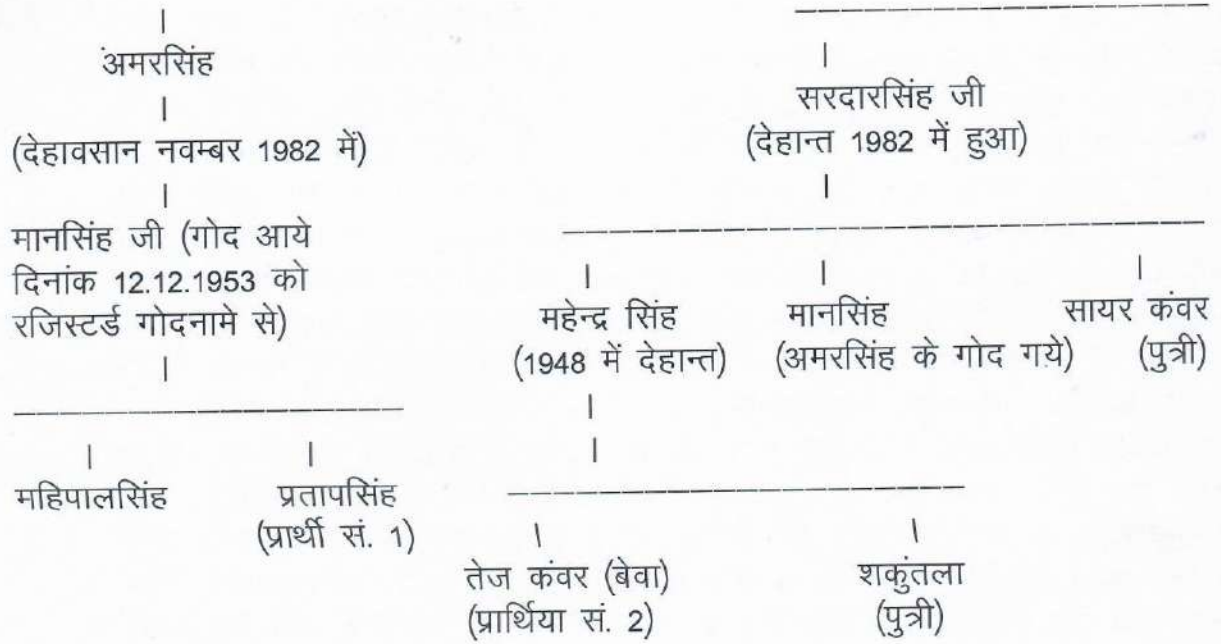 अमरसिंह
सरदारसिंह जी
(देहावसान नवम्बर 1982 में)
(देहान्त 1982 में हुआ)
मानसिंह जी (गोद आये
दिनांक 12.12.1953 को
रजिस्टर्ड गोदनामे से)
महेन्द्र सिंह
मानसिंह
सायर कंवर
(1948 में देहान्त)
(अमरसिंह के गोद गये)
(पुत्री)
महिपालसिंह
प्रतापसिंह
(प्रार्थी सं. 1)
तेज कंवर (बेवा)
शकुंतला
(प्रार्थिया सं. 2)
(पुत्री)